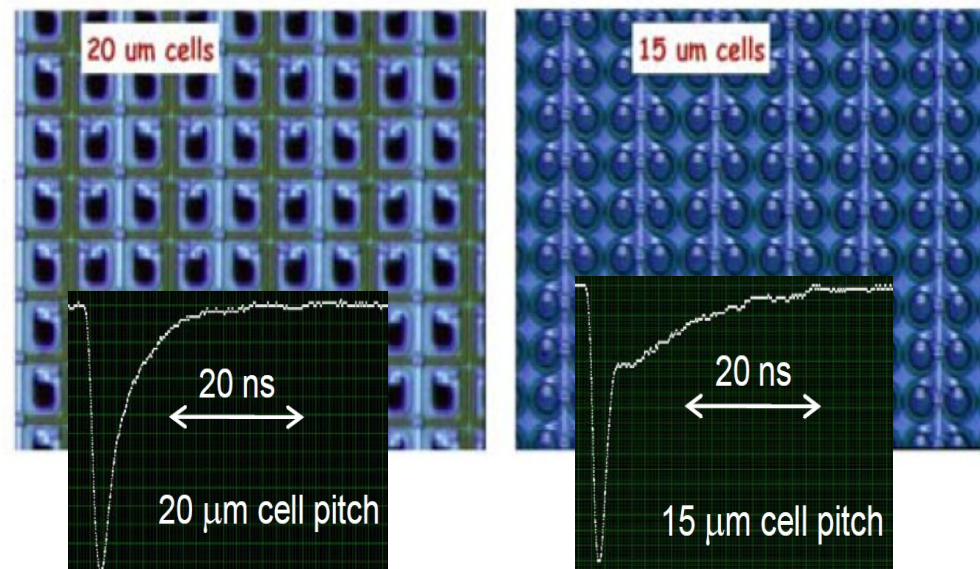 20 um cells
15 um cells
20 ns
20 μm cell pitch
20 ns
15 μm cell pitch